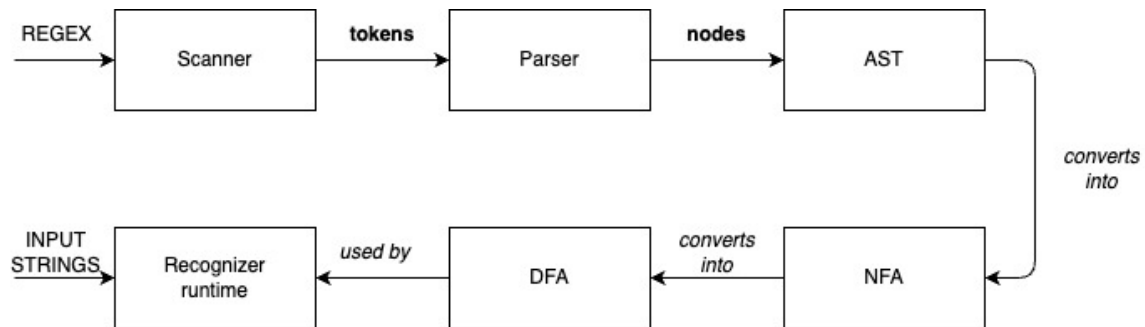 REGEX
Scanner
tokens
Parser
nodes
AST
converts
into
INPUT
STRINGS
Recognizer
runtime
used by
DFA
converts
into
NFA